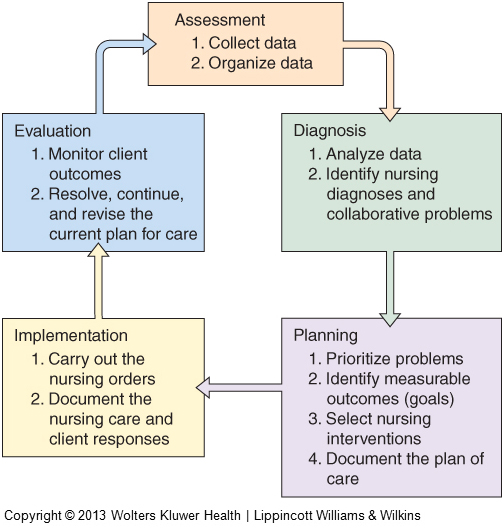 Assessment
1. Collect data
2. Organize data
Diagnosis
1. Analyze data
2. Identify nursing
diagnoses and
collaborative problems
Planning
1. Prioritize problems
2. Identify measurable
outcomes (goals)
3. Select nursing
interventions
4. Document the plan of
care
Implementation
1. Carry out the
nursing orders
2. Document the
nursing care and
client responses
Evaluation
1. Monitor client
outcomes
2. Resolve, continue,
and revise the
current plan for care
Copyright © 2013 Wolters Kluwer Health | Lippincott Williams & Wilkins